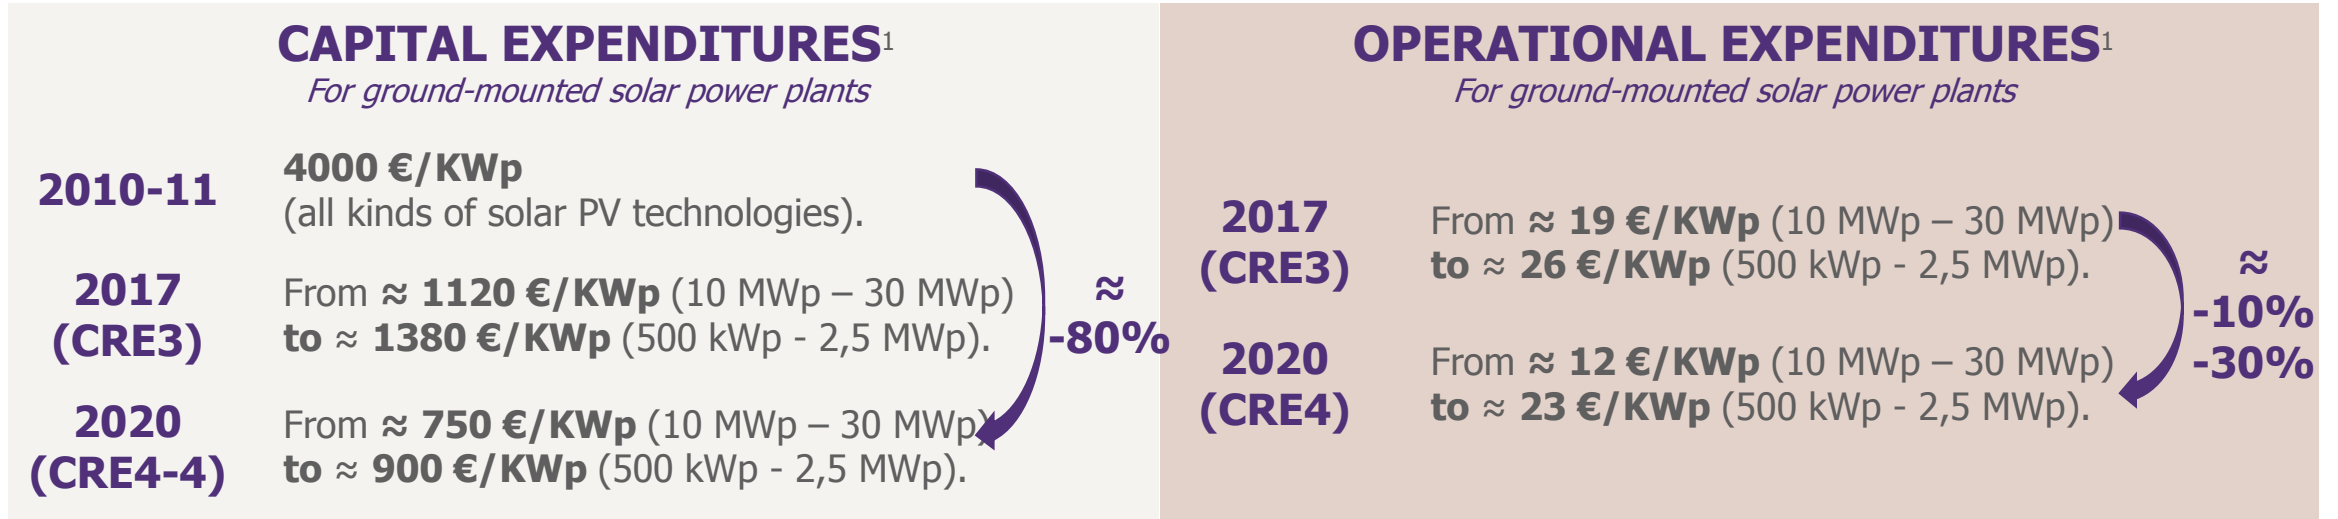 CAPITAL EXPENDITURES1
For ground-mounted solar power plants
2010-11
4000 €/KWp
(all kinds of solar PV technologies).
2017
(CRE3)
From ≈ 1120 €/KWp (10 MWp – 30 MWp)
to ≈ 1380 €/KWp (500 kWp - 2,5 MWp).
2020
(CRE4-4)
From ≈ 750 €/KWp (10 MWp – 30 MWp)
to ≈ 900 €/KWp (500 kWp - 2,5 MWp).
≈
-80%
OPERATIONAL EXPENDITURES1
For ground-mounted solar power plants
2017
(CRE3)
From ≈ 19 €/KWp (10 MWp – 30 MWp)
to ≈ 26 €/KWp (500 kWp - 2,5 MWp).
2020
(CRE4)
From ≈ 12 €/KWp (10 MWp – 30 MWp)
to ≈ 23 €/KWp (500 kWp - 2,5 MWp).
≈
-10%
-30%